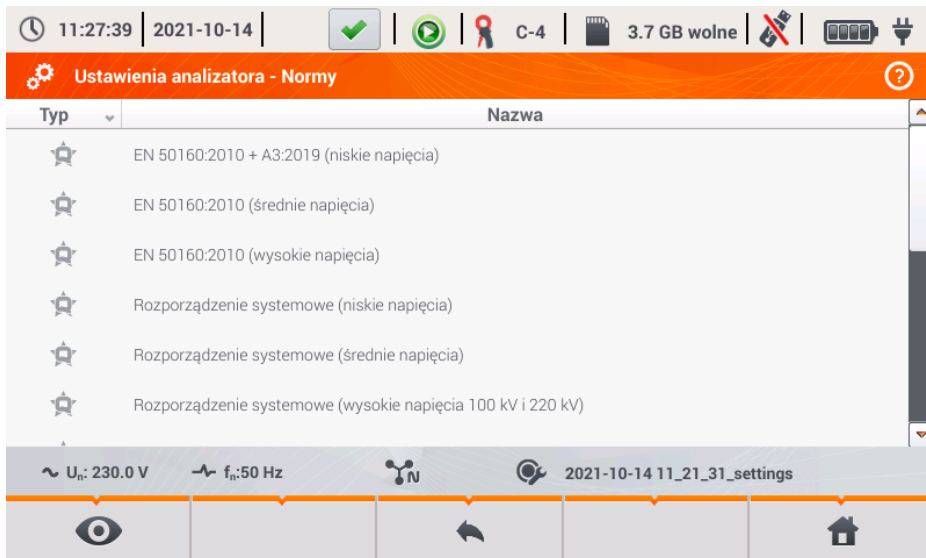 11:27:39 2021-10-14 C-4 3.7 GB wolne
Ustawienia analizatora - Normy ?
Typ Nazwa
EN 50160:2010 + A3:2019 (niskie napięcia)
EN 50160:2010 (średnie napięcia)
EN 50160:2010 (wysokie napięcia)
Rozporządzenie systemowe (niskie napięcia)
Rozporządzenie systemowe (średnie napięcia)
Rozporządzenie systemowe (wysokie napięcia 100 kV i 220 kV)
Un: 230.0 V fn:50 Hz N 2021-10-14 11_21_31_settings